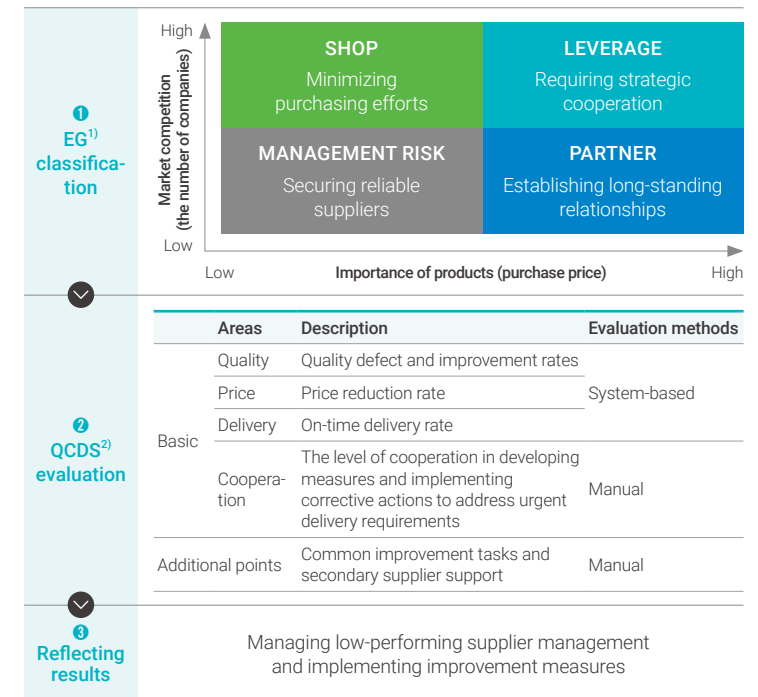 ❶
EG1)
classifica-
tion
High
Market competition
(the number of companies)
Low
SHOP
Minimizing
purchasing efforts
LEVERAGE
Requiring strategic
cooperation
MANAGEMENT RISK
Securing reliable
suppliers
PARTNER
Establishing long-standing
relationships
Low
Importance of products (purchase price)
High
❷
QCDS2)
evaluation
Areas Description Evaluation methods
Basic
Quality Quality defect and improvement rates
Price Price reduction rate
Delivery On-time delivery rate
System-based
Coopera-
tion
The level of cooperation in developing
measures and implementing
corrective actions to address urgent
delivery requirements
Manual
Additional points
Common improvement tasks and
secondary supplier support
Manual
❸
Reflecting
results
Managing low-performing supplier management
and implementing improvement measures